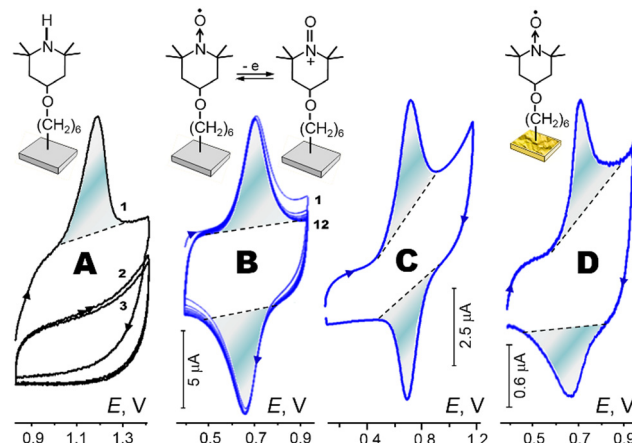 H
N
O
(CH₂)₆
•
O
N
O
(CH₂)₆
- e
O
N
+
O
(CH₂)₆
•
O
N
O
(CH₂)₆
1
2
3
A
1
12
B
5 µA
C
2.5 µA
D
0.6 µA
E, V
E, V
E, V
E, V
0.9 1.1 1.3
0.5 0.7 0.9
0.4 0.8 1.2
0.5 0.7 0.9